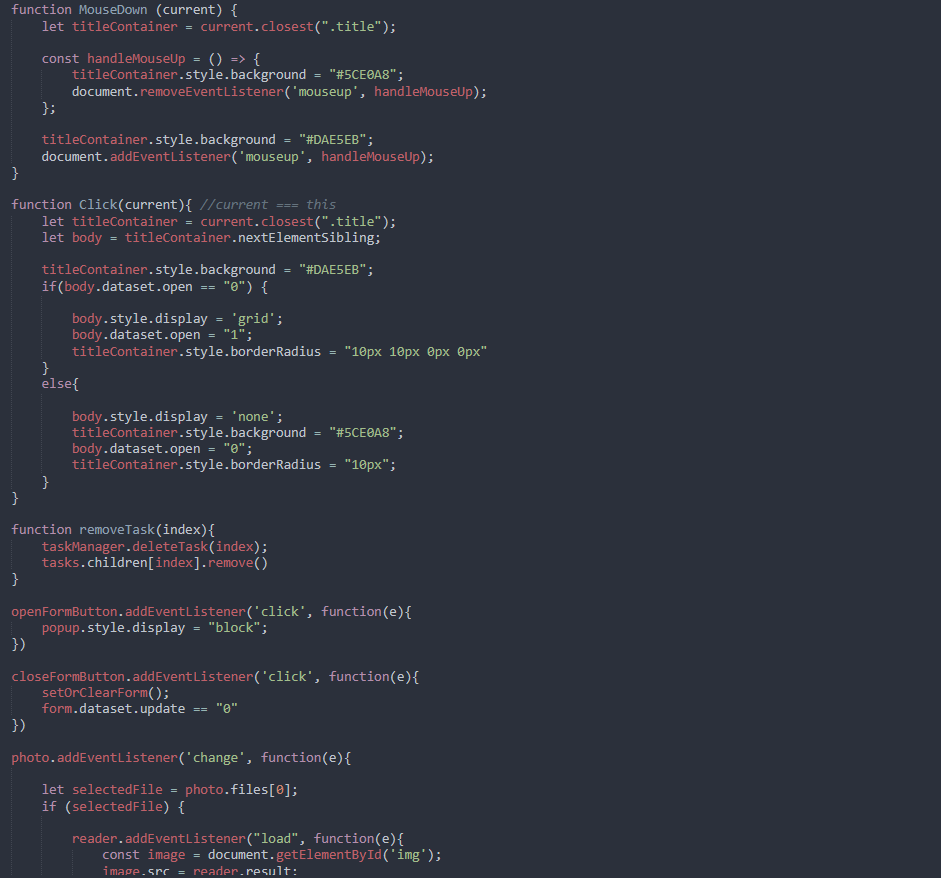 function MouseDown (current) {
    let titleContainer = current.closest(".title");

    const handleMouseUp = () => {
        titleContainer.style.background = "#5CE0A8";
        document.removeEventListener('mouseup', handleMouseUp);
    };

    titleContainer.style.background = "#DAE5EB";
    document.addEventListener('mouseup', handleMouseUp);
}

function Click(current){ //current === this
    let titleContainer = current.closest(".title");
    let body = titleContainer.nextElementSibling;

    titleContainer.style.background = "#DAE5EB";
    if(body.dataset.open == "0") {

        body.style.display = 'grid';
        body.dataset.open = "1";
        titleContainer.style.borderRadius = "10px 10px 0px 0px"
    }
    else{

        body.style.display = 'none';
        titleContainer.style.background = "#5CE0A8";
        body.dataset.open = "0";
        titleContainer.style.borderRadius = "10px";
    }
}

function removeTask(index){
    taskManager.deleteTask(index);
    tasks.children[index].remove()
}

openFormButton.addEventListener('click', function(e){
    popup.style.display = "block";
})

closeFormButton.addEventListener('click', function(e){
    setOrClearForm();
    form.dataset.update == "0"
})

photo.addEventListener('change', function(e){

    let selectedFile = photo.files[0];
    if (selectedFile) {

        reader.addEventListener("load", function(e){
            const image = document.getElementById('img');
            image.src = reader.result;